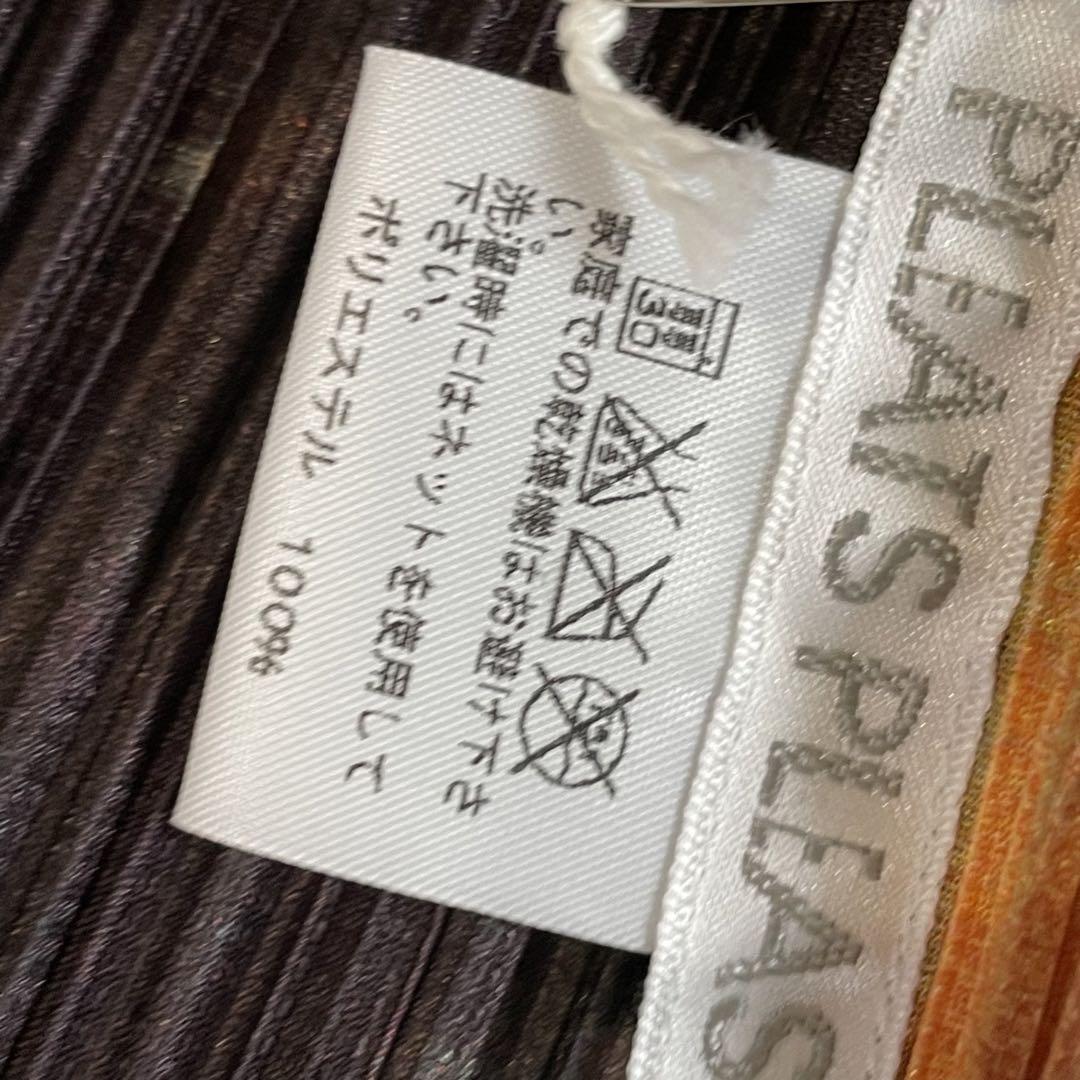 PLEATS PLEAS
30
家庭での乾燥機はお避け下さ
い。
洗濯時にはネットを使用して
下さい。
ポリエステル 100%